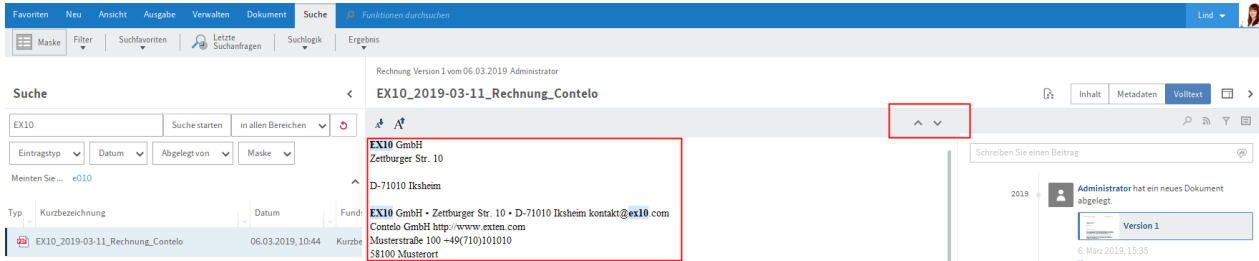 Favoriten Neu Ansicht Ausgabe Verwalten Dokument Suche Funktionen durchsuchen Lind
Maske Filter Suchfavoriten Letzte Suchanfragen Suchlogik Ergebnis
Rechnung Version 1 vom 06.03.2019 Administrator
Suche
EX10_2019-03-11_Rechnung_Contelo
Inhalt Metadaten Volltext
EX10 Suche starten in allen Bereichen
Eintragstyp Datum Abgelegt von Maske
Meinten Sie ... e010
Typ Kurzbezeichnung Datum Funds
EX10_2019-03-11_Rechnung_Contelo 06.03.2019, 10:44 Kurzbe
EX10 GmbH
Zettburger Str. 10
D-71010 Iksheim
EX10 GmbH • Zettburger Str. 10 • D-71010 Iksheim kontakt@ex10.com
Contelo GmbH http://www.exten.com
Musterstraße 100 +49(710)101010
58100 Musterort
Schreiben Sie einen Beitrag.
2019
Administrator hat ein neues Dokument
abgelegt.
Version 1
6. März 2019, 15:35